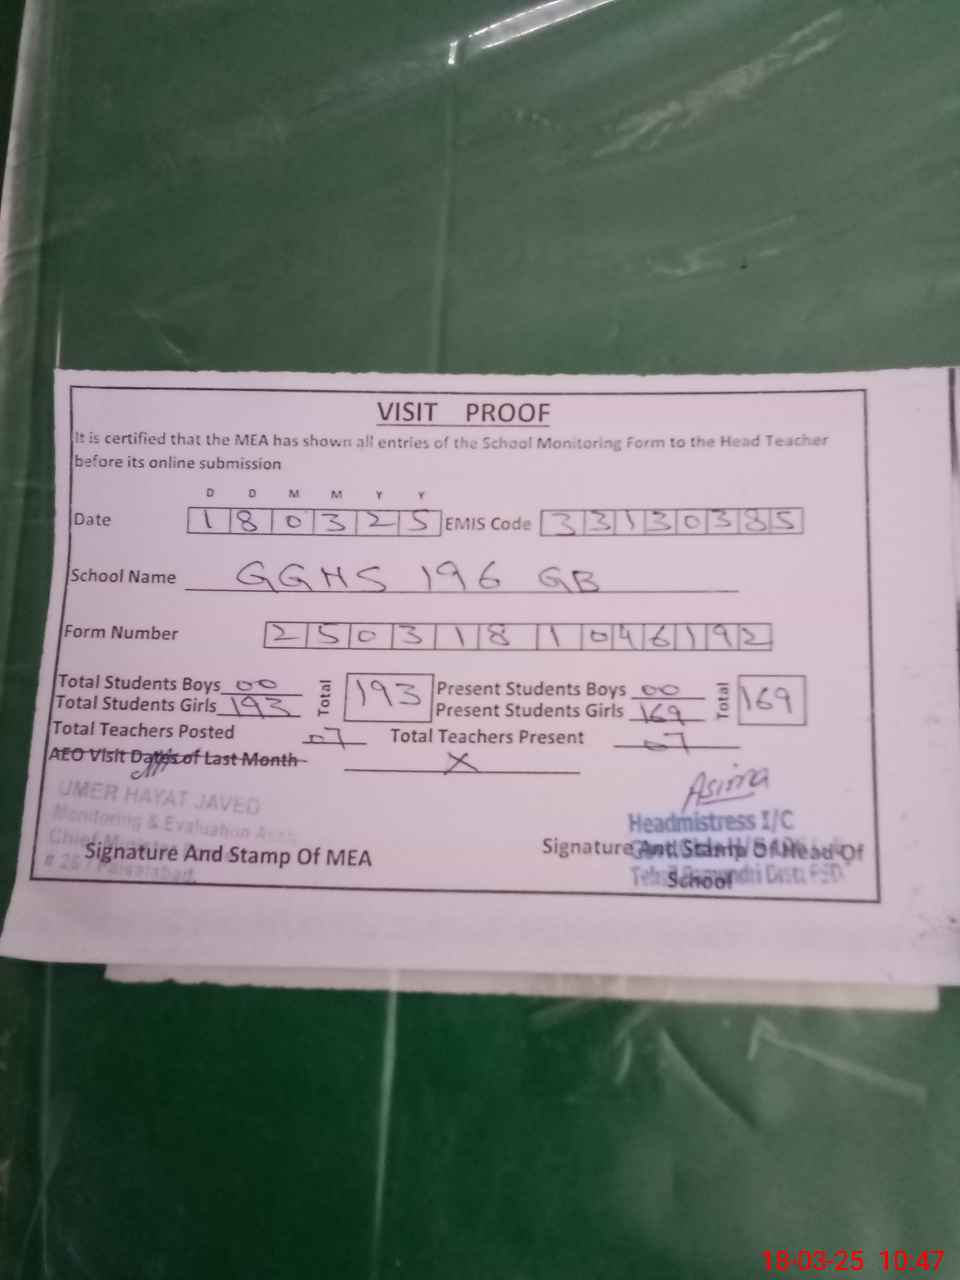 VISIT PROOF
It is certified that the MEA has shown all entries of the School Monitoring Form to the Head Teacher
before its online submission
D D M M Y Y
Date 1 8 0 3 2 5 EMIS Code 3 3 1 3 0 3 8 5
School Name GGHS 196 GB
Form Number 2 5 0 3 1 8 1 0 4 6 1 9 2
Total Students Boys 00 Total 193 Present Students Boys 00 Total 169
Total Students Girls 193 Present Students Girls 169
Total Teachers Posted 07 Total Teachers Present 07
AEO Visit Dates of Last Month X
Asima
UMER HAYAT JAVED
Headmistress I/C
Monitoring & Evaluation
Signature And Stamp Of MEA
Signature And Stamp Of Head Of
School
Faisalabad
18-03-25 10:47